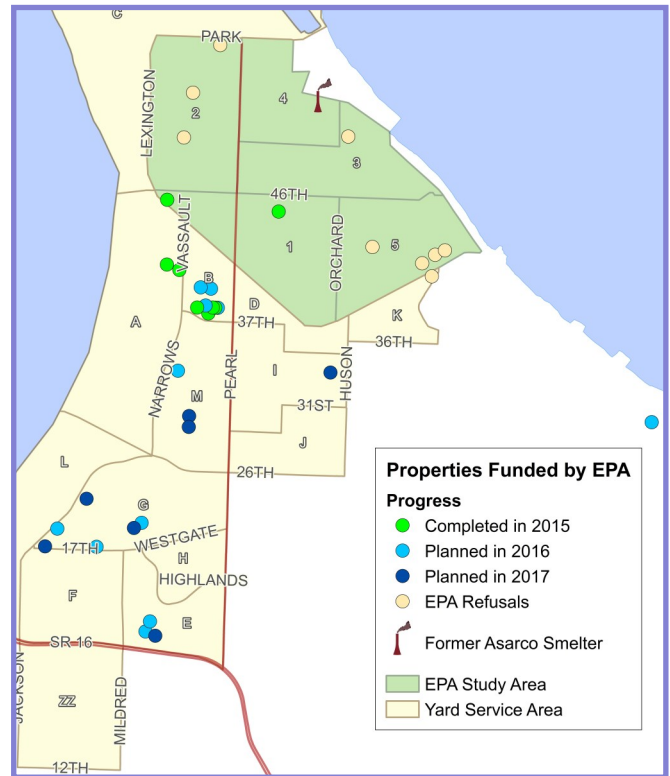 C
PARK
LEXINGTON
4
2
3
46TH
VASSAULT
1
ORCHARD
5
B
D
A
37TH
K
36TH
NARROWS
PEARL
I
HUSON
M
31ST
J
L
26TH
G
WESTGATE
17TH
H
HIGHLANDS
F
E
SR 16
JACKSON
ZZ
MILDRED
12TH
Properties Funded by EPA
Progress
Completed in 2015
Planned in 2016
Planned in 2017
EPA Refusals
Former Asarco Smelter
EPA Study Area
Yard Service Area